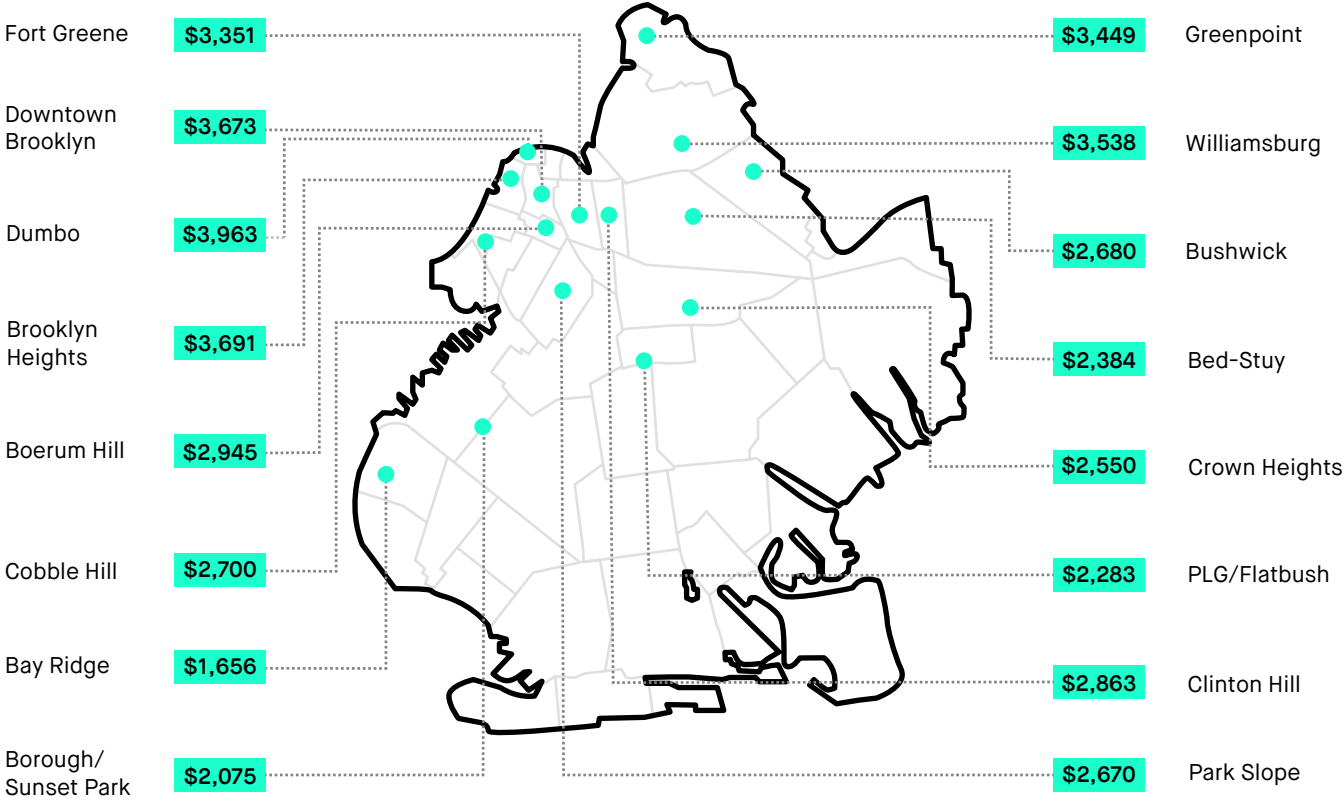 Fort Greene
$3,351
Downtown
Brooklyn
$3,673
Dumbo
$3,963
Brooklyn
Heights
$3,691
Boerum Hill
$2,945
Cobble Hill
$2,700
Bay Ridge
$1,656
Borough/
Sunset Park
$2,075
$3,449
Greenpoint
$3,538
Williamsburg
$2,680
Bushwick
$2,384
Bed-Stuy
$2,550
Crown Heights
$2,283
PLG/Flatbush
$2,863
Clinton Hill
$2,670
Park Slope